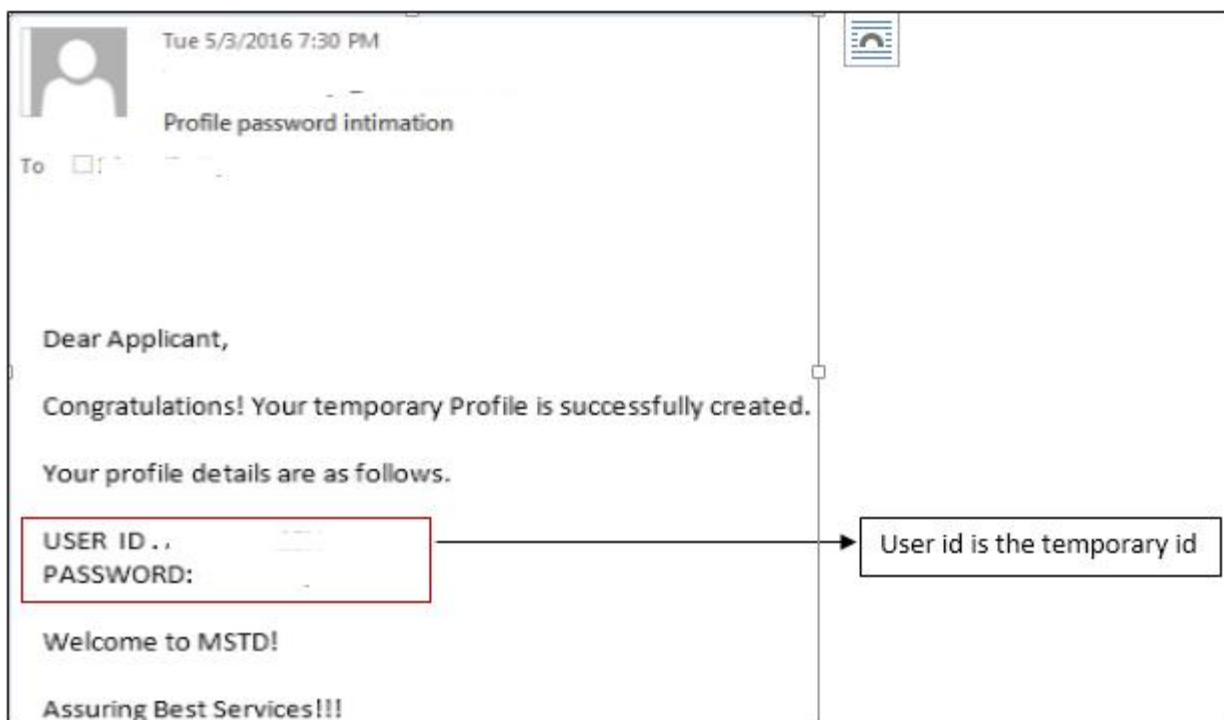 Tue 5/3/2016 7:30 PM
Profile password intimation
To
Dear Applicant,
Congratulations! Your temporary Profile is successfully created.
Your profile details are as follows.
USER ID . .
PASSWORD:
User id is the temporary id
Welcome to MSTD!
Assuring Best Services!!!